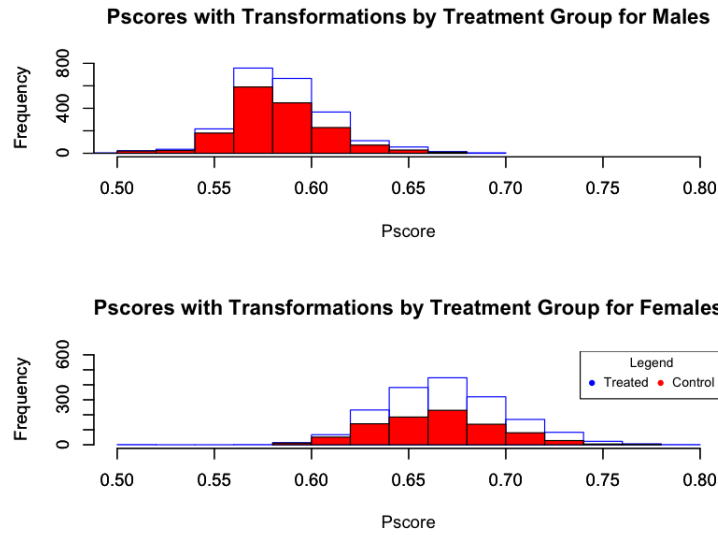 Pscores with Transformations by Treatment Group for Males
Frequency
800
400
0
0.50 0.55 0.60 0.65 0.70 0.75 0.80
Pscore
Pscores with Transformations by Treatment Group for Females
Frequency
600
300
0
Legend
Treated Control
0.50 0.55 0.60 0.65 0.70 0.75 0.80
Pscore